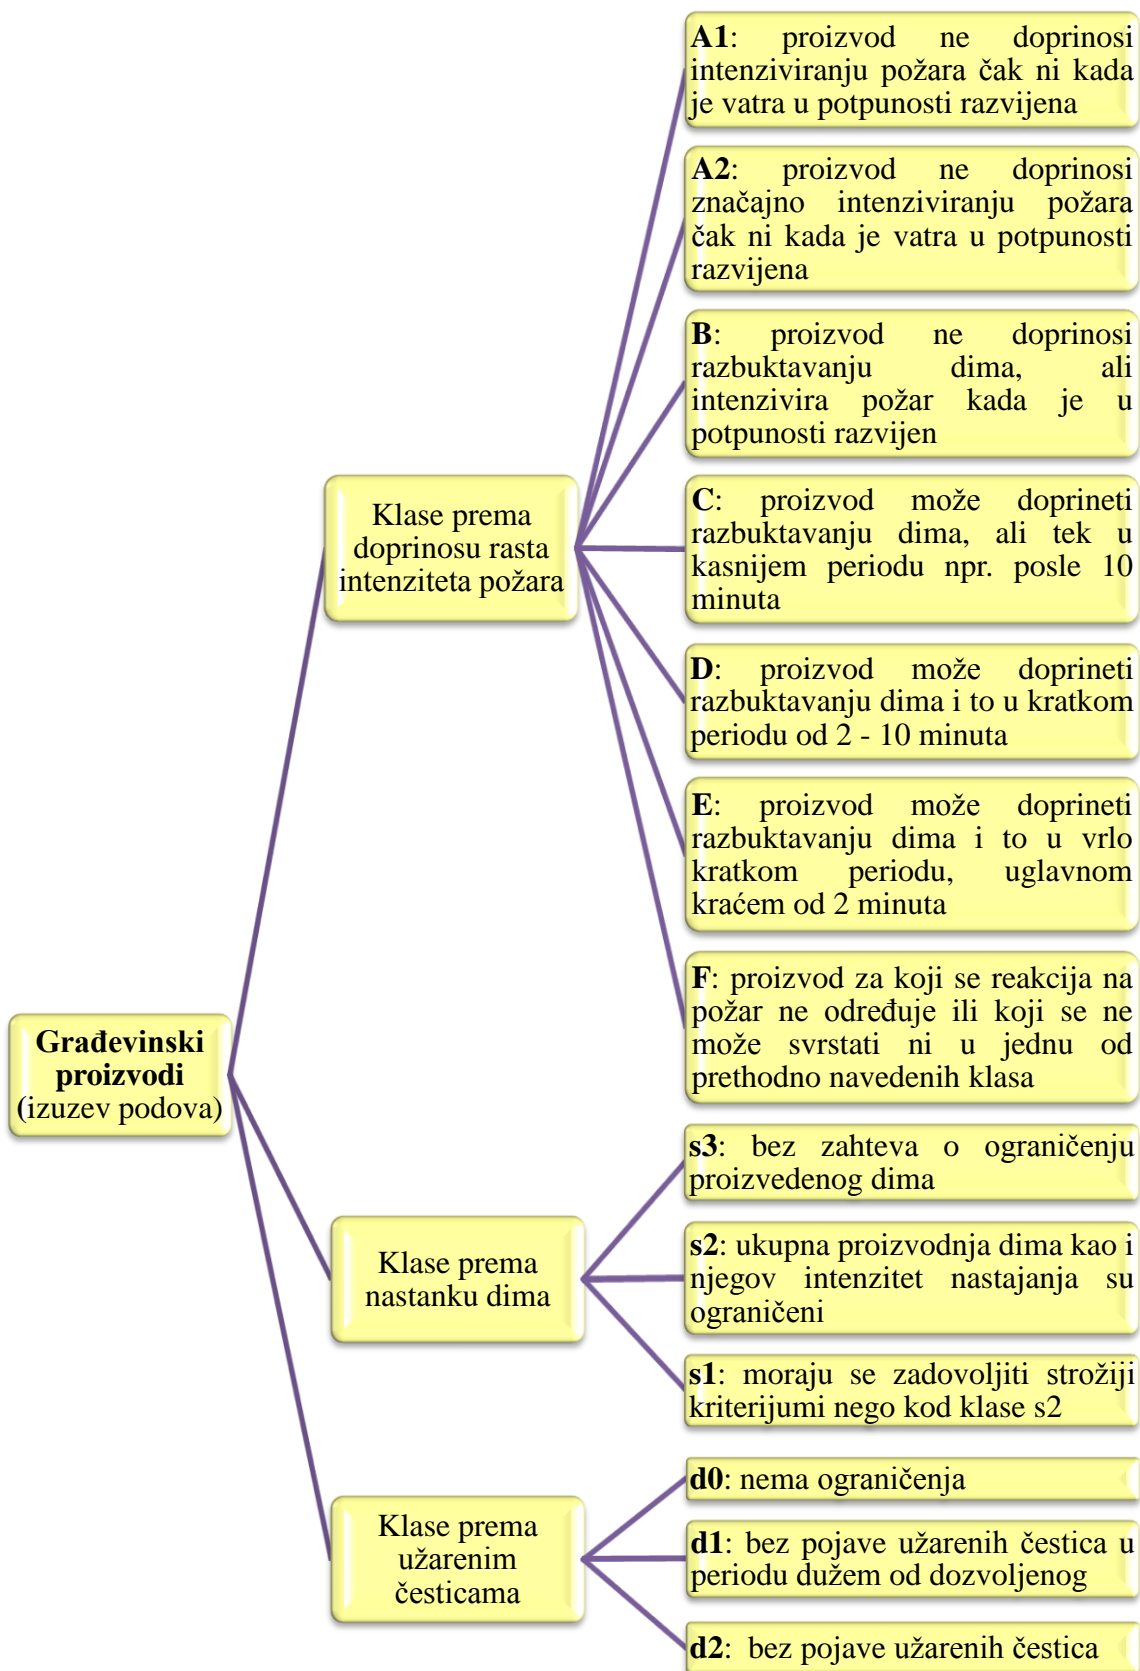 Građevinski
proizvodi
(izuzev podova)
Klase prema
doprinosu rasta
intenziteta požara
A1: proizvod ne doprinosi
intenziviranju požara čak ni kada
je vatra u potpunosti razvijena
A2: proizvod ne doprinosi
značajno intenziviranju požara
čak ni kada je vatra u potpunosti
razvijena
B: proizvod ne doprinosi
razbuktavanju dima, ali
intenzivira požar kada je u
potpunosti razvijen
C: proizvod može doprineti
razbuktavanju dima, ali tek u
kasnijem periodu npr. posle 10
minuta
D: proizvod može doprineti
razbuktavanju dima i to u kratkom
periodu od 2 - 10 minuta
E: proizvod može doprineti
razbuktavanju dima i to u vrlo
kratkom periodu, uglavnom
kraćem od 2 minuta
F: proizvod za koji se reakcija na
požar ne određuje ili koji se ne
može svrstati ni u jednu od
prethodno navedenih klasa
Klase prema
nastanku dima
s3: bez zahteva o ograničenju
proizvedenog dima
s2: ukupna proizvodnja dima kao i
njegov intenzitet nastajanja su
ograničeni
s1: moraju se zadovoljiti strožiji
kriterijumi nego kod klase s2
Klase prema
užarenim
česticama
d0: nema ograničenja
d1: bez pojave užarenih čestica u
periodu dužem od dozvoljenog
d2: bez pojave užarenih čestica